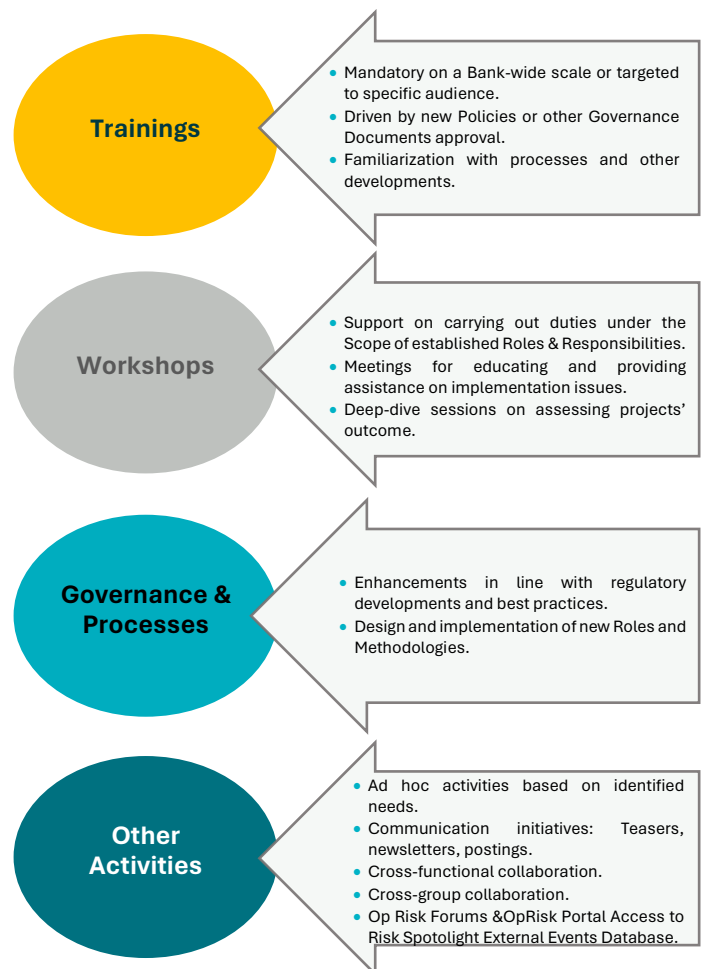 Trainings
Mandatory on a Bank-wide scale or targeted
to specific audience.
Driven by new Policies or other Governance
Documents approval.
Familiarization with processes and other
developments.
Workshops
Support on carrying out duties under the
Scope of established Roles & Responsibilities.
Meetings for educating and providing
assistance on implementation issues.
Deep-dive sessions on assessing projects’
outcome.
Governance &
Processes
Enhancements in line with regulatory
developments and best practices.
Design and implementation of new Roles and
Methodologies.
Other
Activities
Ad hoc activities based on identified
needs.
Communication initiatives: Teasers,
newsletters, postings.
Cross-functional collaboration.
Cross-group collaboration.
Op Risk Forums &OpRisk Portal Access to
Risk Spotolight External Events Database.